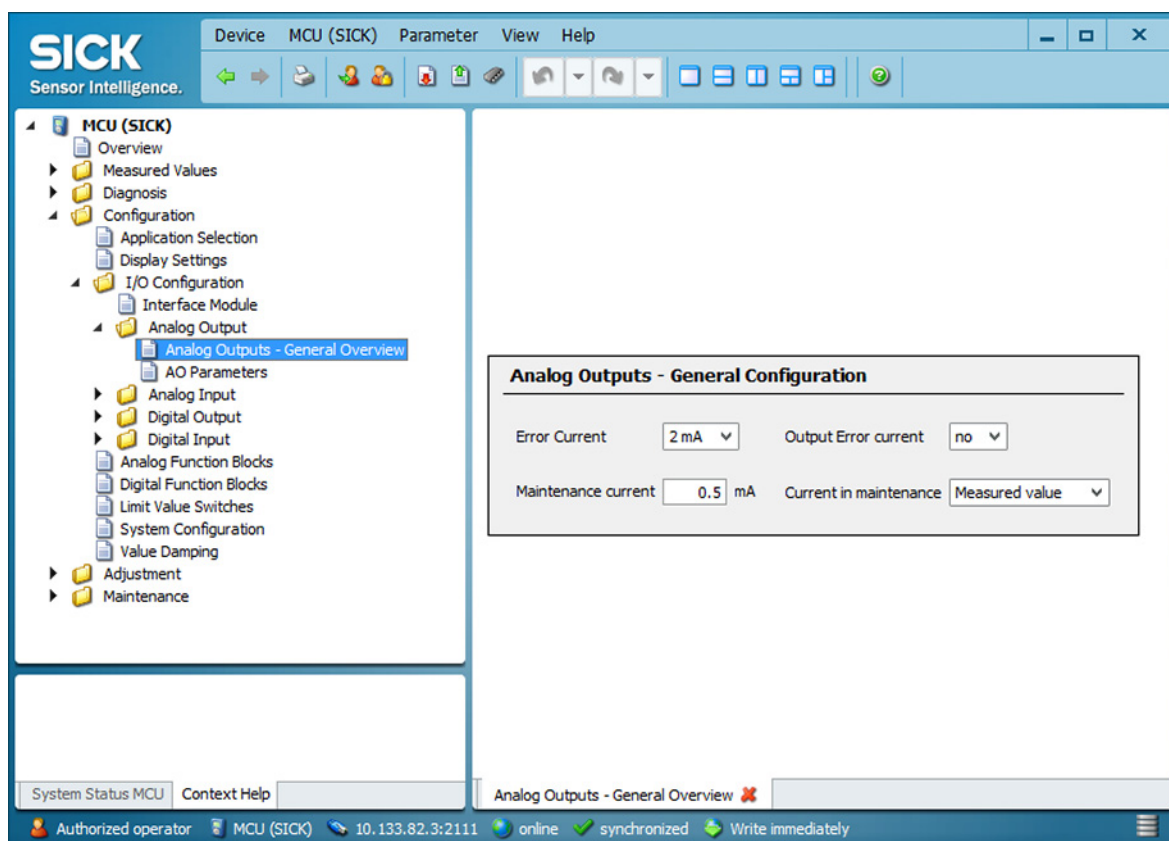 SICK
Sensor Intelligence.
Device MCU (SICK) Parameter View Help
MCU (SICK)
Overview
Measured Values
Diagnosis
Configuration
Application Selection
Display Settings
I/O Configuration
Interface Module
Analog Output
Analog Outputs - General Overview
AO Parameters
Analog Input
Digital Output
Digital Input
Analog Function Blocks
Digital Function Blocks
Limit Value Switches
System Configuration
Value Damping
Adjustment
Maintenance
Analog Outputs - General Configuration
Error Current 2 mA Output Error current no
Maintenance current 0.5 mA Current in maintenance Measured value
System Status MCU Context Help
Analog Outputs - General Overview
Authorized operator MCU (SICK) 10.133.82.3:2111 online synchronized Write immediately